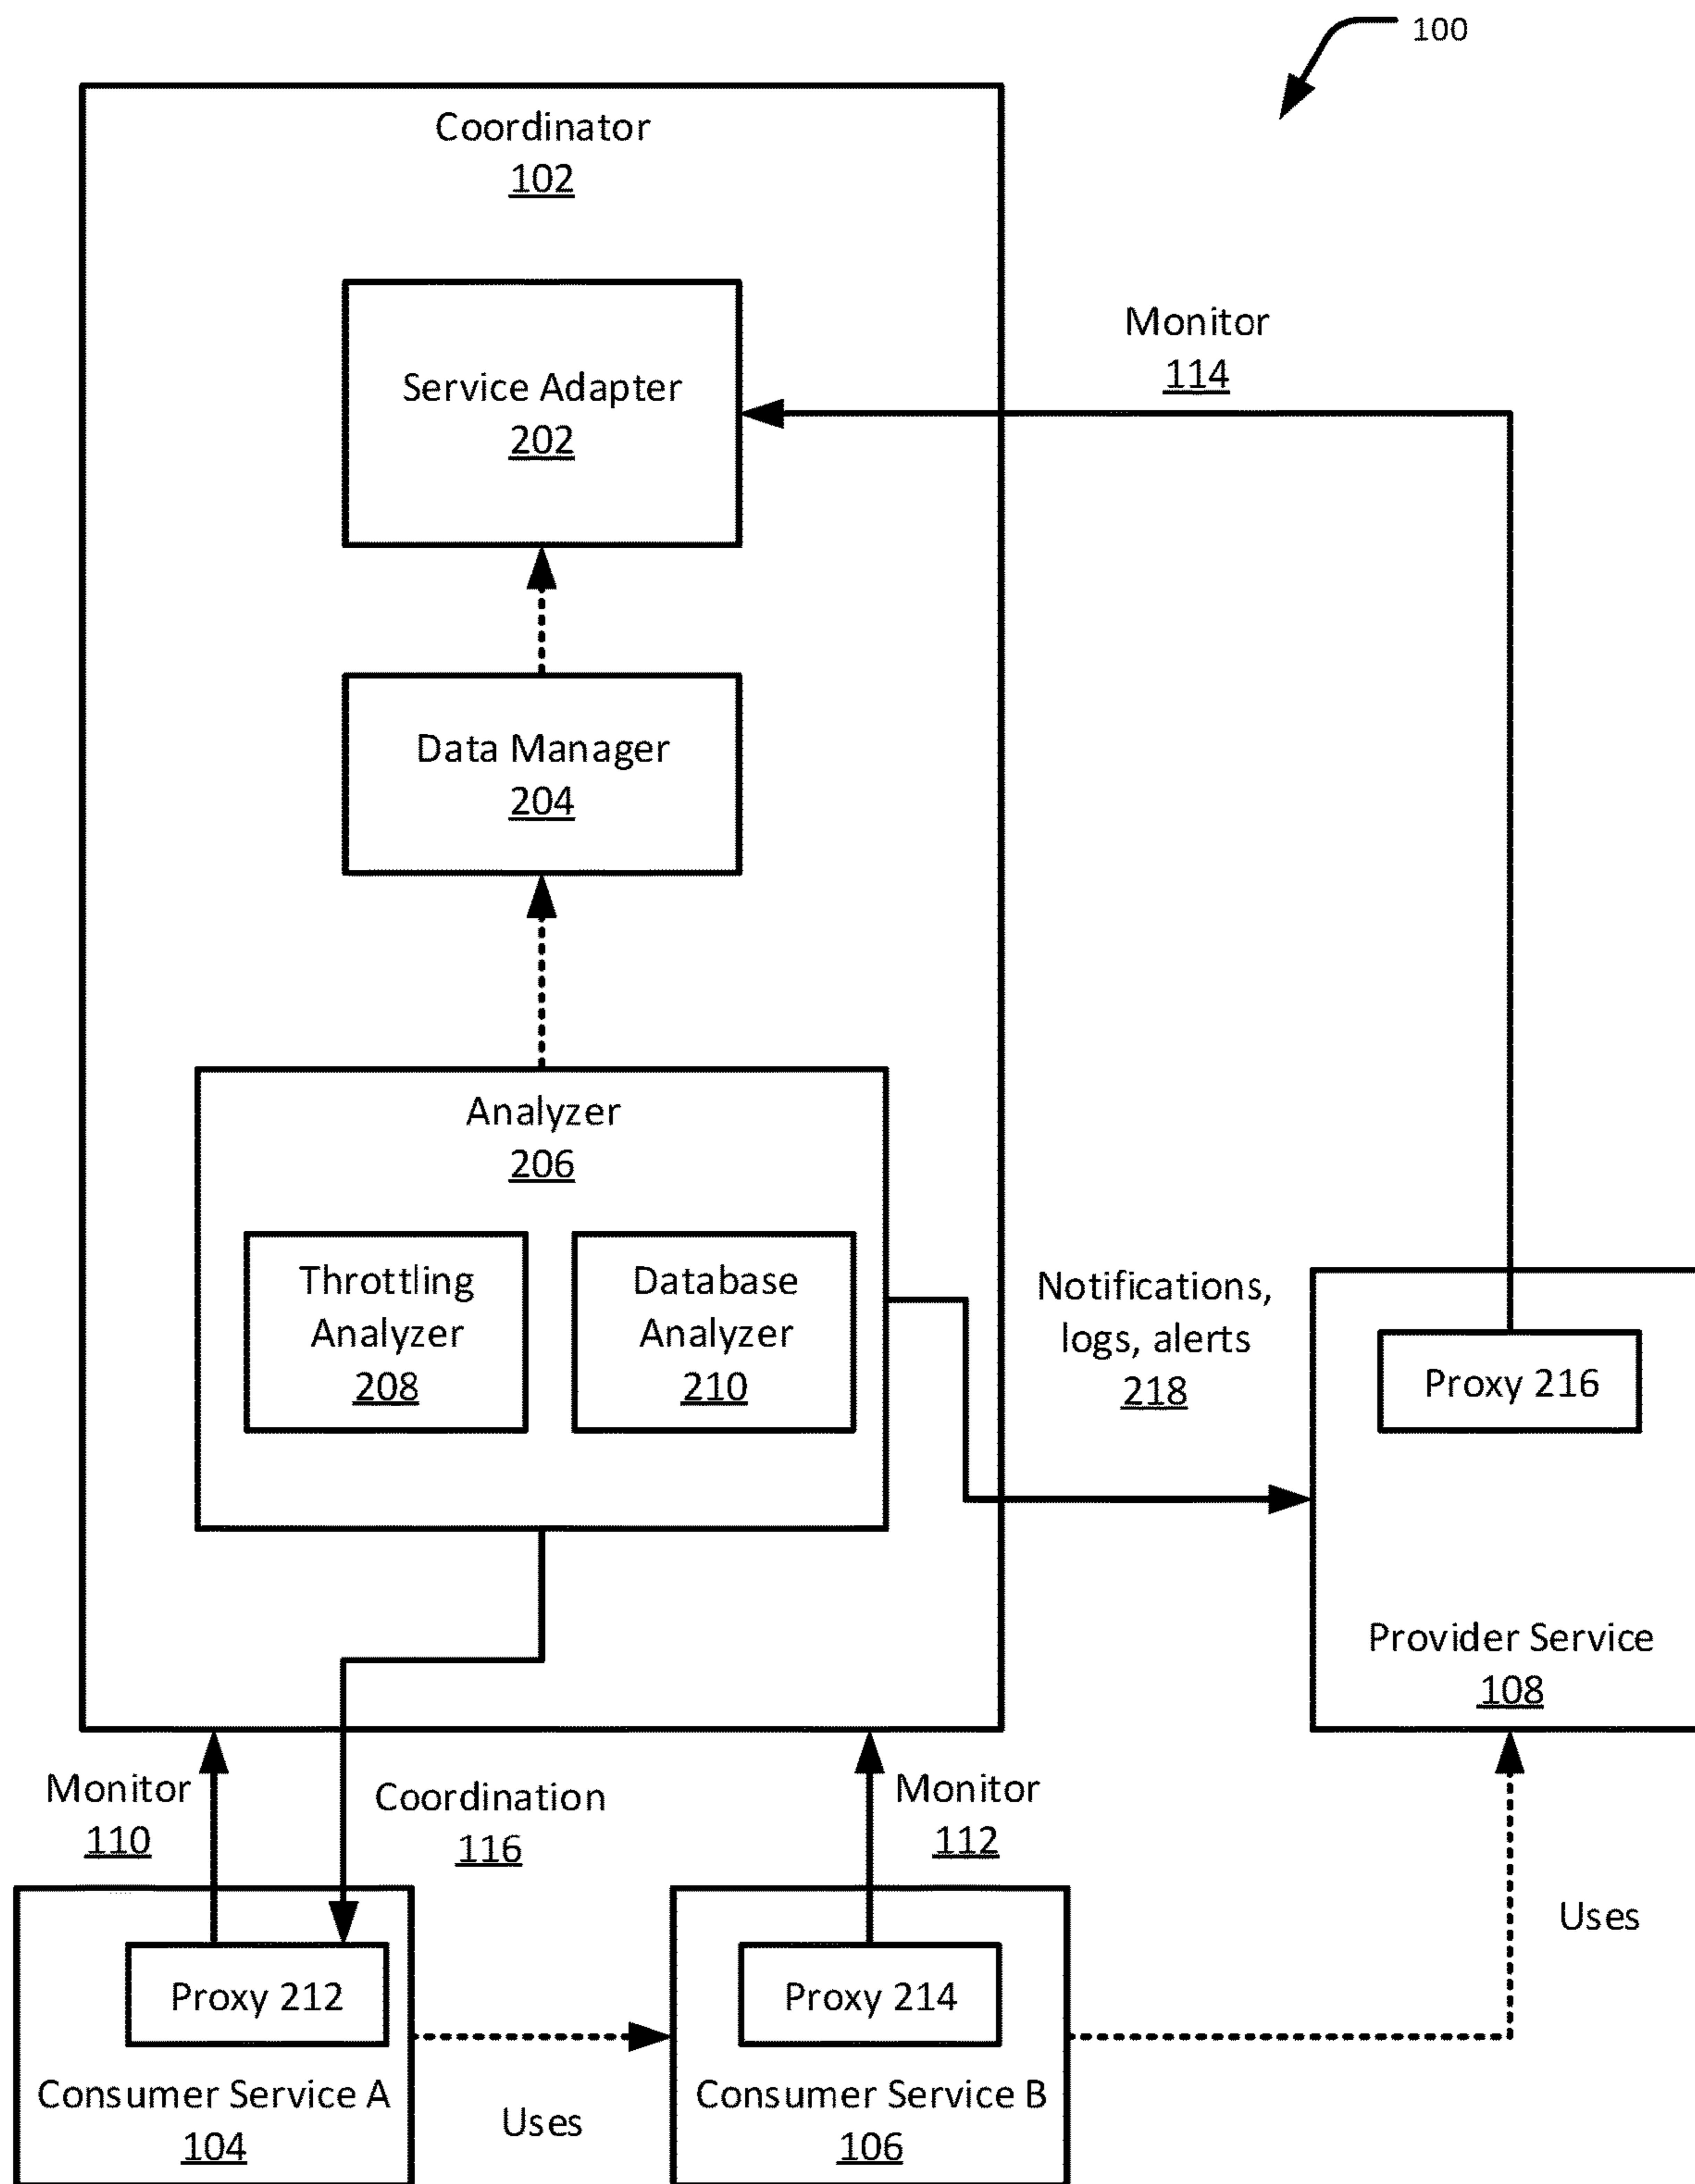 100
Coordinator
102
Service Adapter
202
Monitor
114
Data Manager
204
Analyzer
206
Throttling
Analyzer
208
Database
Analyzer
210
Notifications,
logs, alerts
218
Proxy 216
Provider Service
108
Monitor
110
Coordination
116
Monitor
112
Uses
Proxy 212
Consumer Service A
104
Uses
Proxy 214
Consumer Service B
106